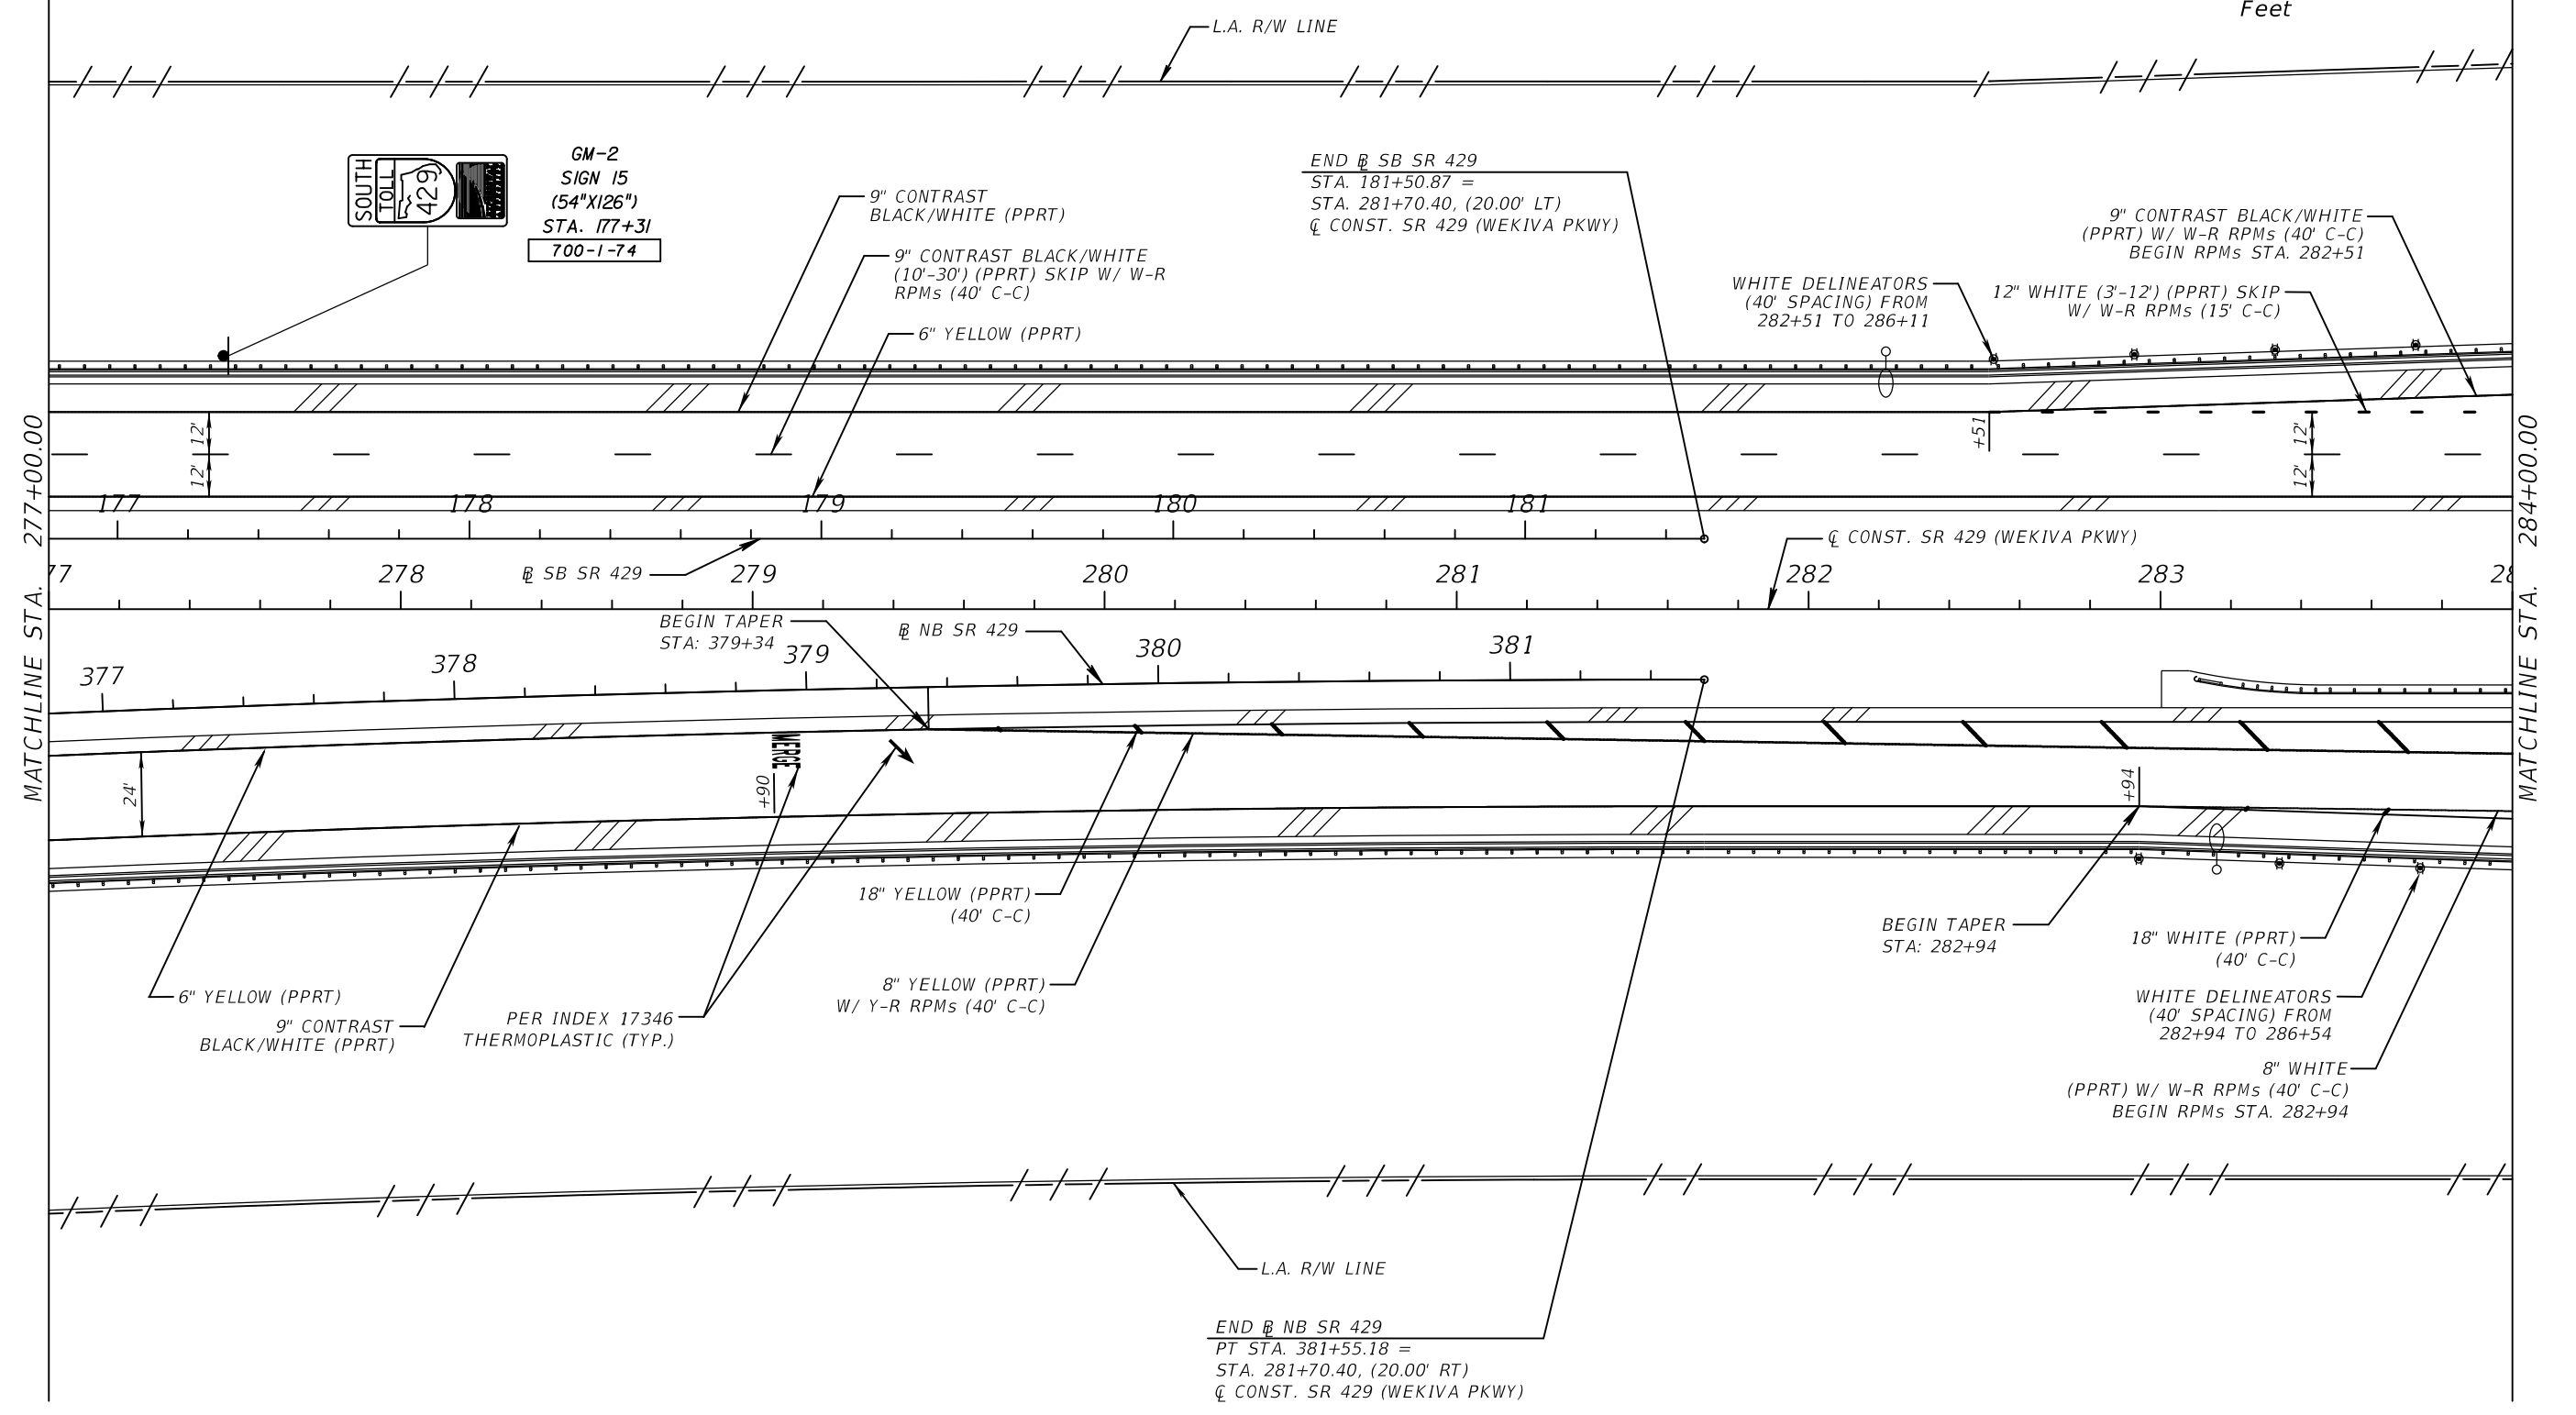 Feet
L.A. R/W LINE
SOUTH
TOLL
429
GM-2
SIGN 15
(54"X126")
STA. 177+31
700-1-74
9" CONTRAST
BLACK/WHITE (PPRT)
9" CONTRAST BLACK/WHITE
(10'-30') (PPRT) SKIP W/ W-R
RPMs (40' C-C)
6" YELLOW (PPRT)
END ⅊ SB SR 429
STA. 181+50.87 =
STA. 281+70.40, (20.00' LT)
℄ CONST. SR 429 (WEKIVA PKWY)
WHITE DELINEATORS
(40' SPACING) FROM
282+51 TO 286+11
9" CONTRAST BLACK/WHITE
(PPRT) W/ W-R RPMs (40' C-C)
BEGIN RPMs STA. 282+51
12" WHITE (3'-12') (PPRT) SKIP
W/ W-R RPMs (15' C-C)
MATCHLINE STA. 277+00.00
12'
12'
+51
12'
12'
MATCHLINE STA. 284+00.00
177
178
179
180
181
⅊ SB SR 429
℄ CONST. SR 429 (WEKIVA PKWY)
77
278
279
280
281
282
283
28
BEGIN TAPER
STA: 379+34
⅊ NB SR 429
377
378
379
380
381
24'
MERGE
+90
+94
18" YELLOW (PPRT)
(40' C-C)
8" YELLOW (PPRT)
W/ Y-R RPMs (40' C-C)
6" YELLOW (PPRT)
9" CONTRAST
BLACK/WHITE (PPRT)
PER INDEX 17346
THERMOPLASTIC (TYP.)
BEGIN TAPER
STA: 282+94
18" WHITE (PPRT)
(40' C-C)
WHITE DELINEATORS
(40' SPACING) FROM
282+94 TO 286+54
8" WHITE
(PPRT) W/ W-R RPMs (40' C-C)
BEGIN RPMs STA. 282+94
L.A. R/W LINE
END ⅊ NB SR 429
PT STA. 381+55.18 =
STA. 281+70.40, (20.00' RT)
℄ CONST. SR 429 (WEKIVA PKWY)